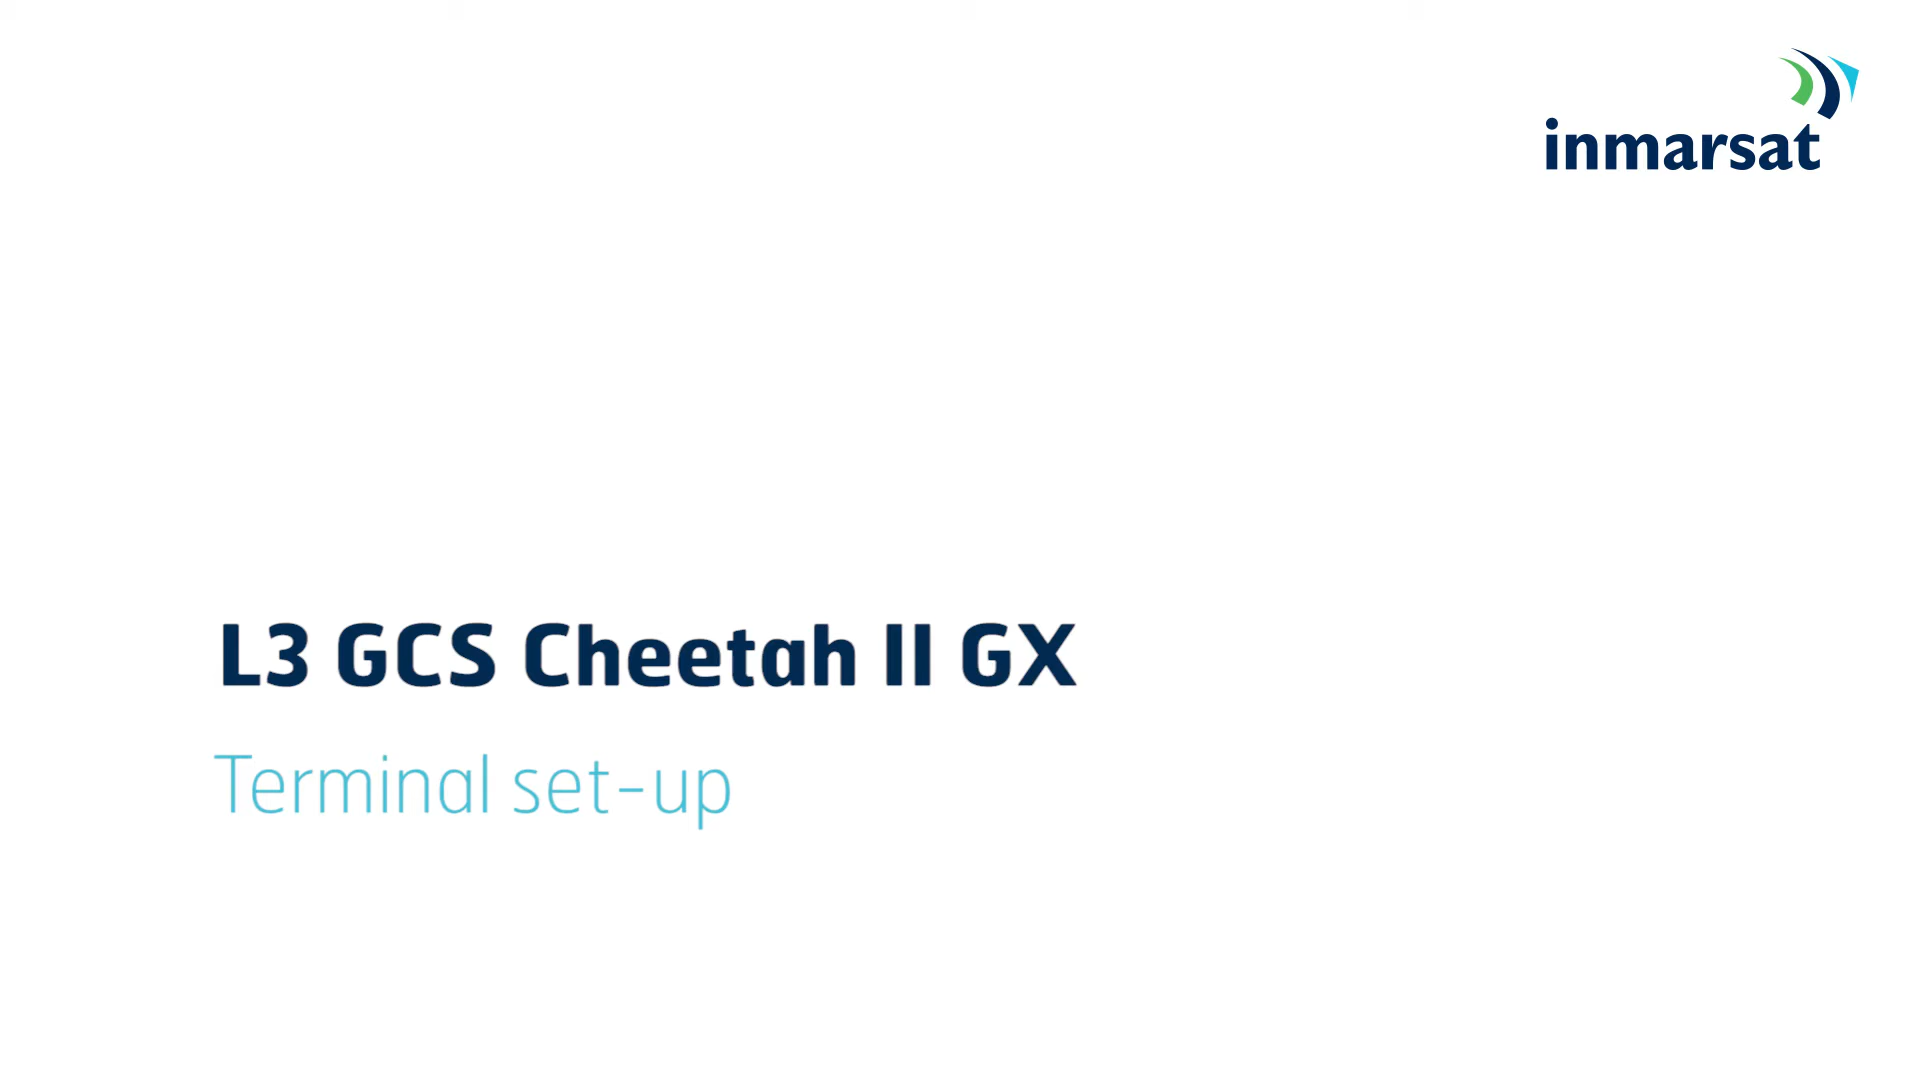 inmarsat
L3 GCS Cheetah II GX
Terminal set-up